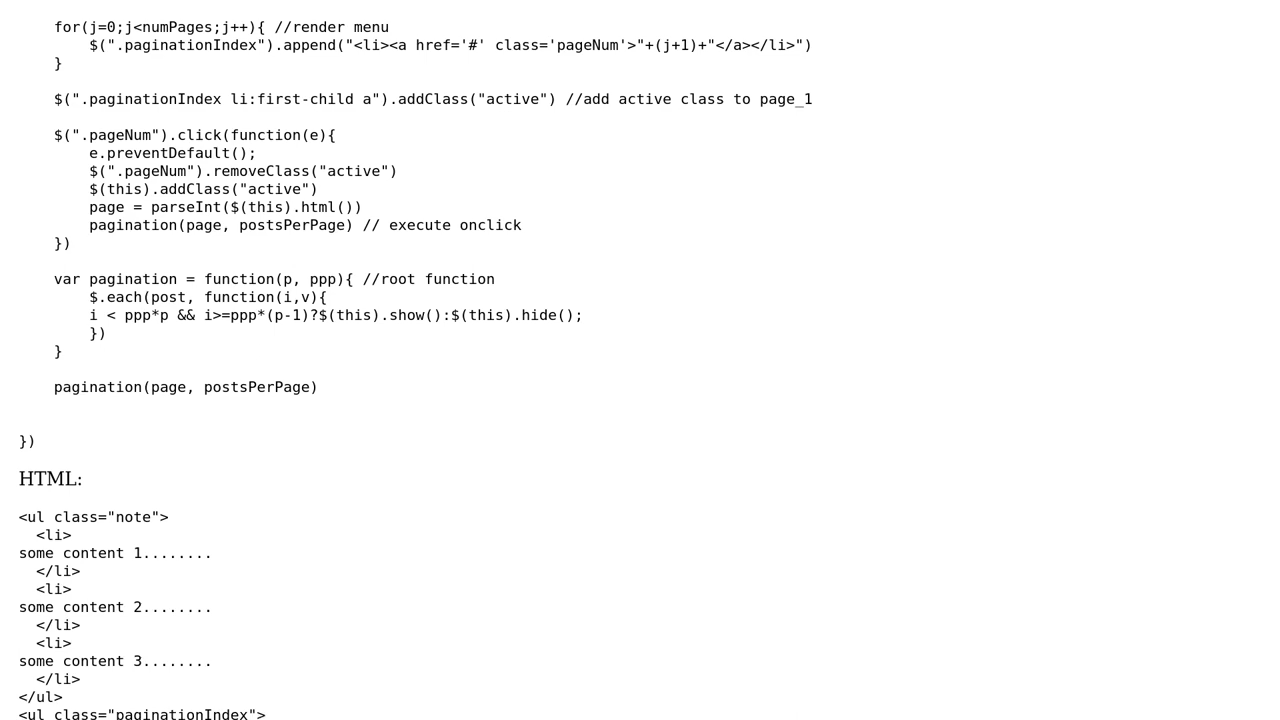 for(j=0;j<numPages;j++){ //render menu
        $(".paginationIndex").append("<li><a href='#' class='pageNum'>"+(j+1)+"</a></li>")
    }

    $(".paginationIndex li:first-child a").addClass("active") //add active class to page_1

    $(".pageNum").click(function(e){
        e.preventDefault();
        $(".pageNum").removeClass("active")
        $(this).addClass("active")
        page = parseInt($(this).html())
        pagination(page, postsPerPage) // execute onclick
    })

    var pagination = function(p, ppp){ //root function
        $.each(post, function(i,v){
        i < ppp*p && i>=ppp*(p-1)?$(this).show():$(this).hide();
        })
    }

    pagination(page, postsPerPage)


})
HTML:
<ul class="note">
  <li>
some content 1........
  </li>
  <li>
some content 2........
  </li>
  <li>
some content 3........
  </li>
</ul>
<ul class="paginationIndex">